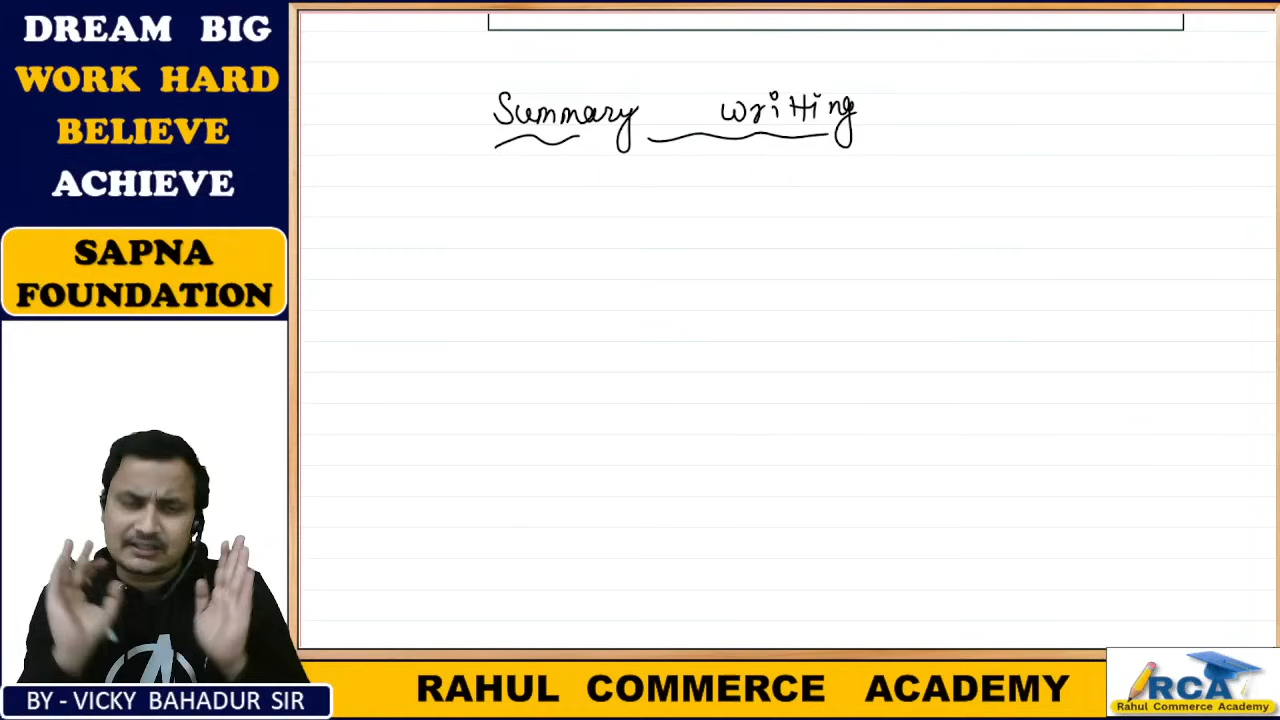 DREAM BIG
WORK HARD
BELIEVE
ACHIEVE
SAPNA
FOUNDATION
Summary writting
BY - VICKY BAHADUR SIR
RAHUL COMMERCE ACADEMY
RCA
Rahul Commerce Academy